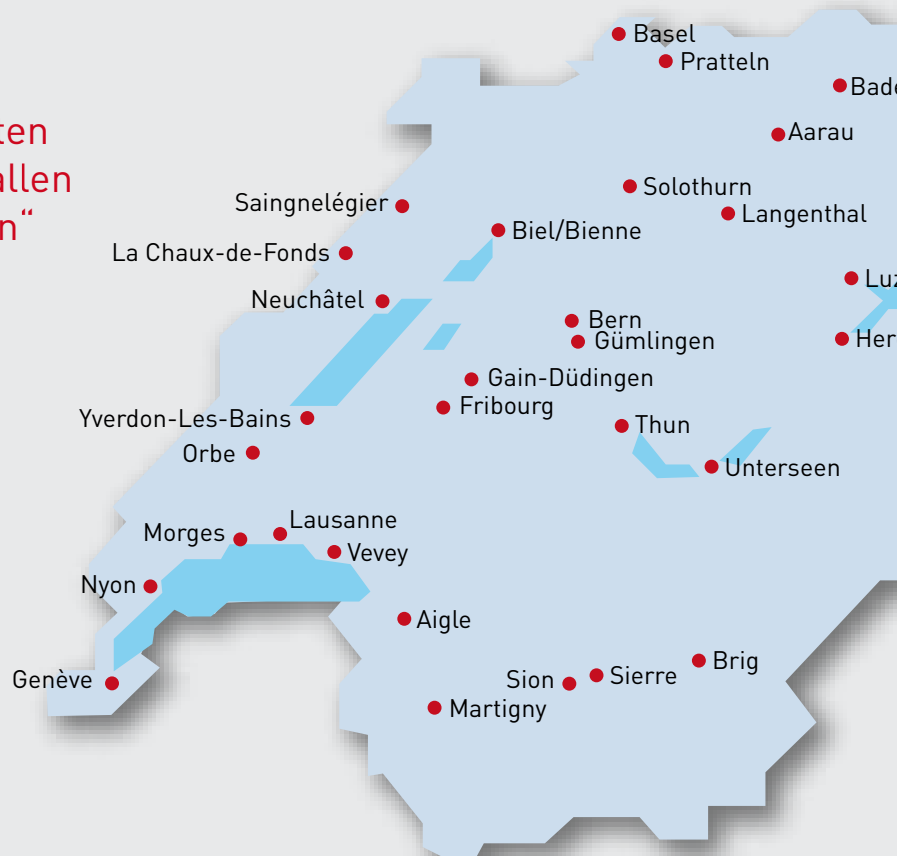 Basel
Pratteln
Aarau
Solothurn
Langenthal
Saingnelégier
Biel/Bienne
La Chaux-de-Fonds
Neuchâtel
Bern
Gümlingen
Gain-Düdingen
Fribourg
Yverdon-Les-Bains
Thun
Orbe
Unterseen
Lausanne
Morges
Vevey
Nyon
Aigle
Genève
Sion
Sierre
Brig
Martigny